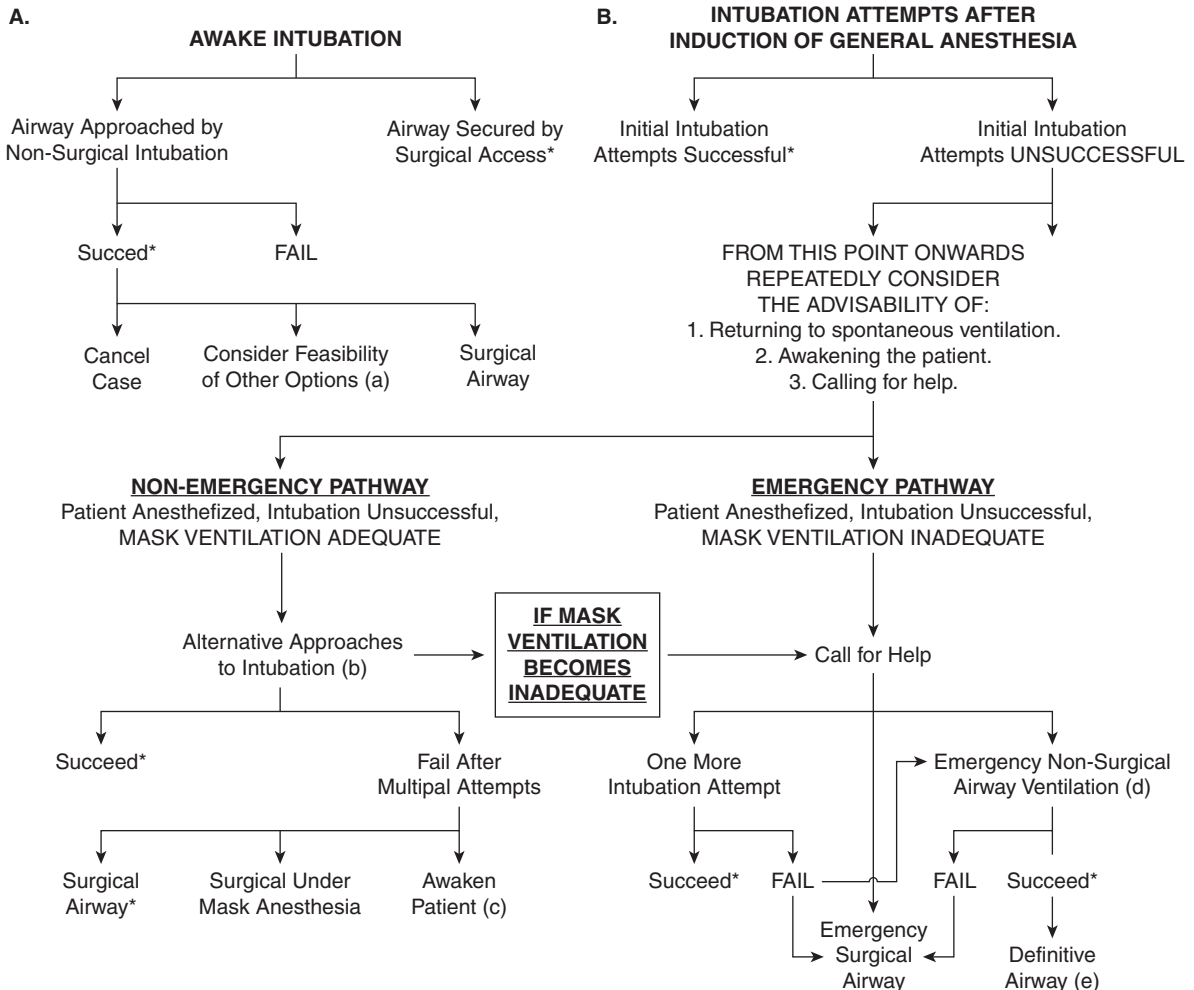 A.
AWAKE INTUBATION
Airway Approached by
Non-Surgical Intubation
Airway Secured by
Surgical Access*
Succed*
FAIL
Cancel
Case
Consider Feasibility
of Other Options (a)
Surgical
Airway
B.
INTUBATION ATTEMPTS AFTER
INDUCTION OF GENERAL ANESTHESIA
Initial Intubation
Attempts Successful*
Initial Intubation
Attempts UNSUCCESSFUL
FROM THIS POINT ONWARDS
REPEATEDLY CONSIDER
THE ADVISABILITY OF:
1. Returning to spontaneous ventilation.
2. Awakening the patient.
3. Calling for help.
NON-EMERGENCY PATHWAY
Patient Anesthefized, Intubation Unsuccessful,
MASK VENTILATION ADEQUATE
EMERGENCY PATHWAY
Patient Anesthefized, Intubation Unsuccessful,
MASK VENTILATION INADEQUATE
Alternative Approaches
to Intubation (b)
IF MASK
VENTILATION
BECOMES
INADEQUATE
Call for Help
Succeed*
Fail After
Multipal Attempts
One More
Intubation Attempt
Emergency Non-Surgical
Airway Ventilation (d)
Surgical
Airway*
Surgical Under
Mask Anesthesia
Awaken
Patient (c)
Succeed*
FAIL
FAIL
Succeed*
Emergency
Surgical
Airway
Definitive
Airway (e)